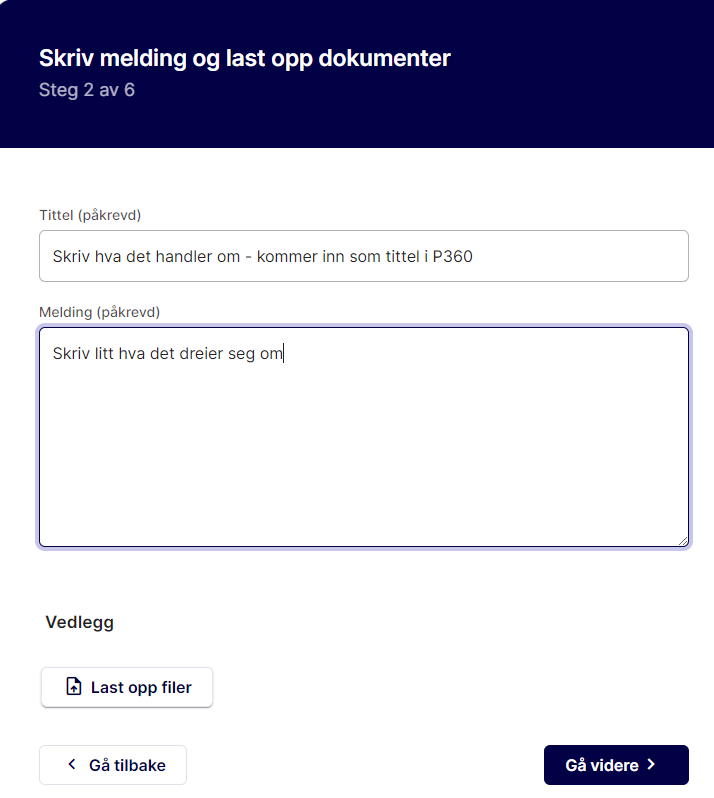 Skriv melding og last opp dokumenter
Steg 2 av 6
Tittel (påkrevd)
Skriv hva det handler om - kommer inn som tittel i P360
Melding (påkrevd)
Skriv litt hva det dreier seg om
Vedlegg
Last opp filer
Gå tilbake
Gå videre